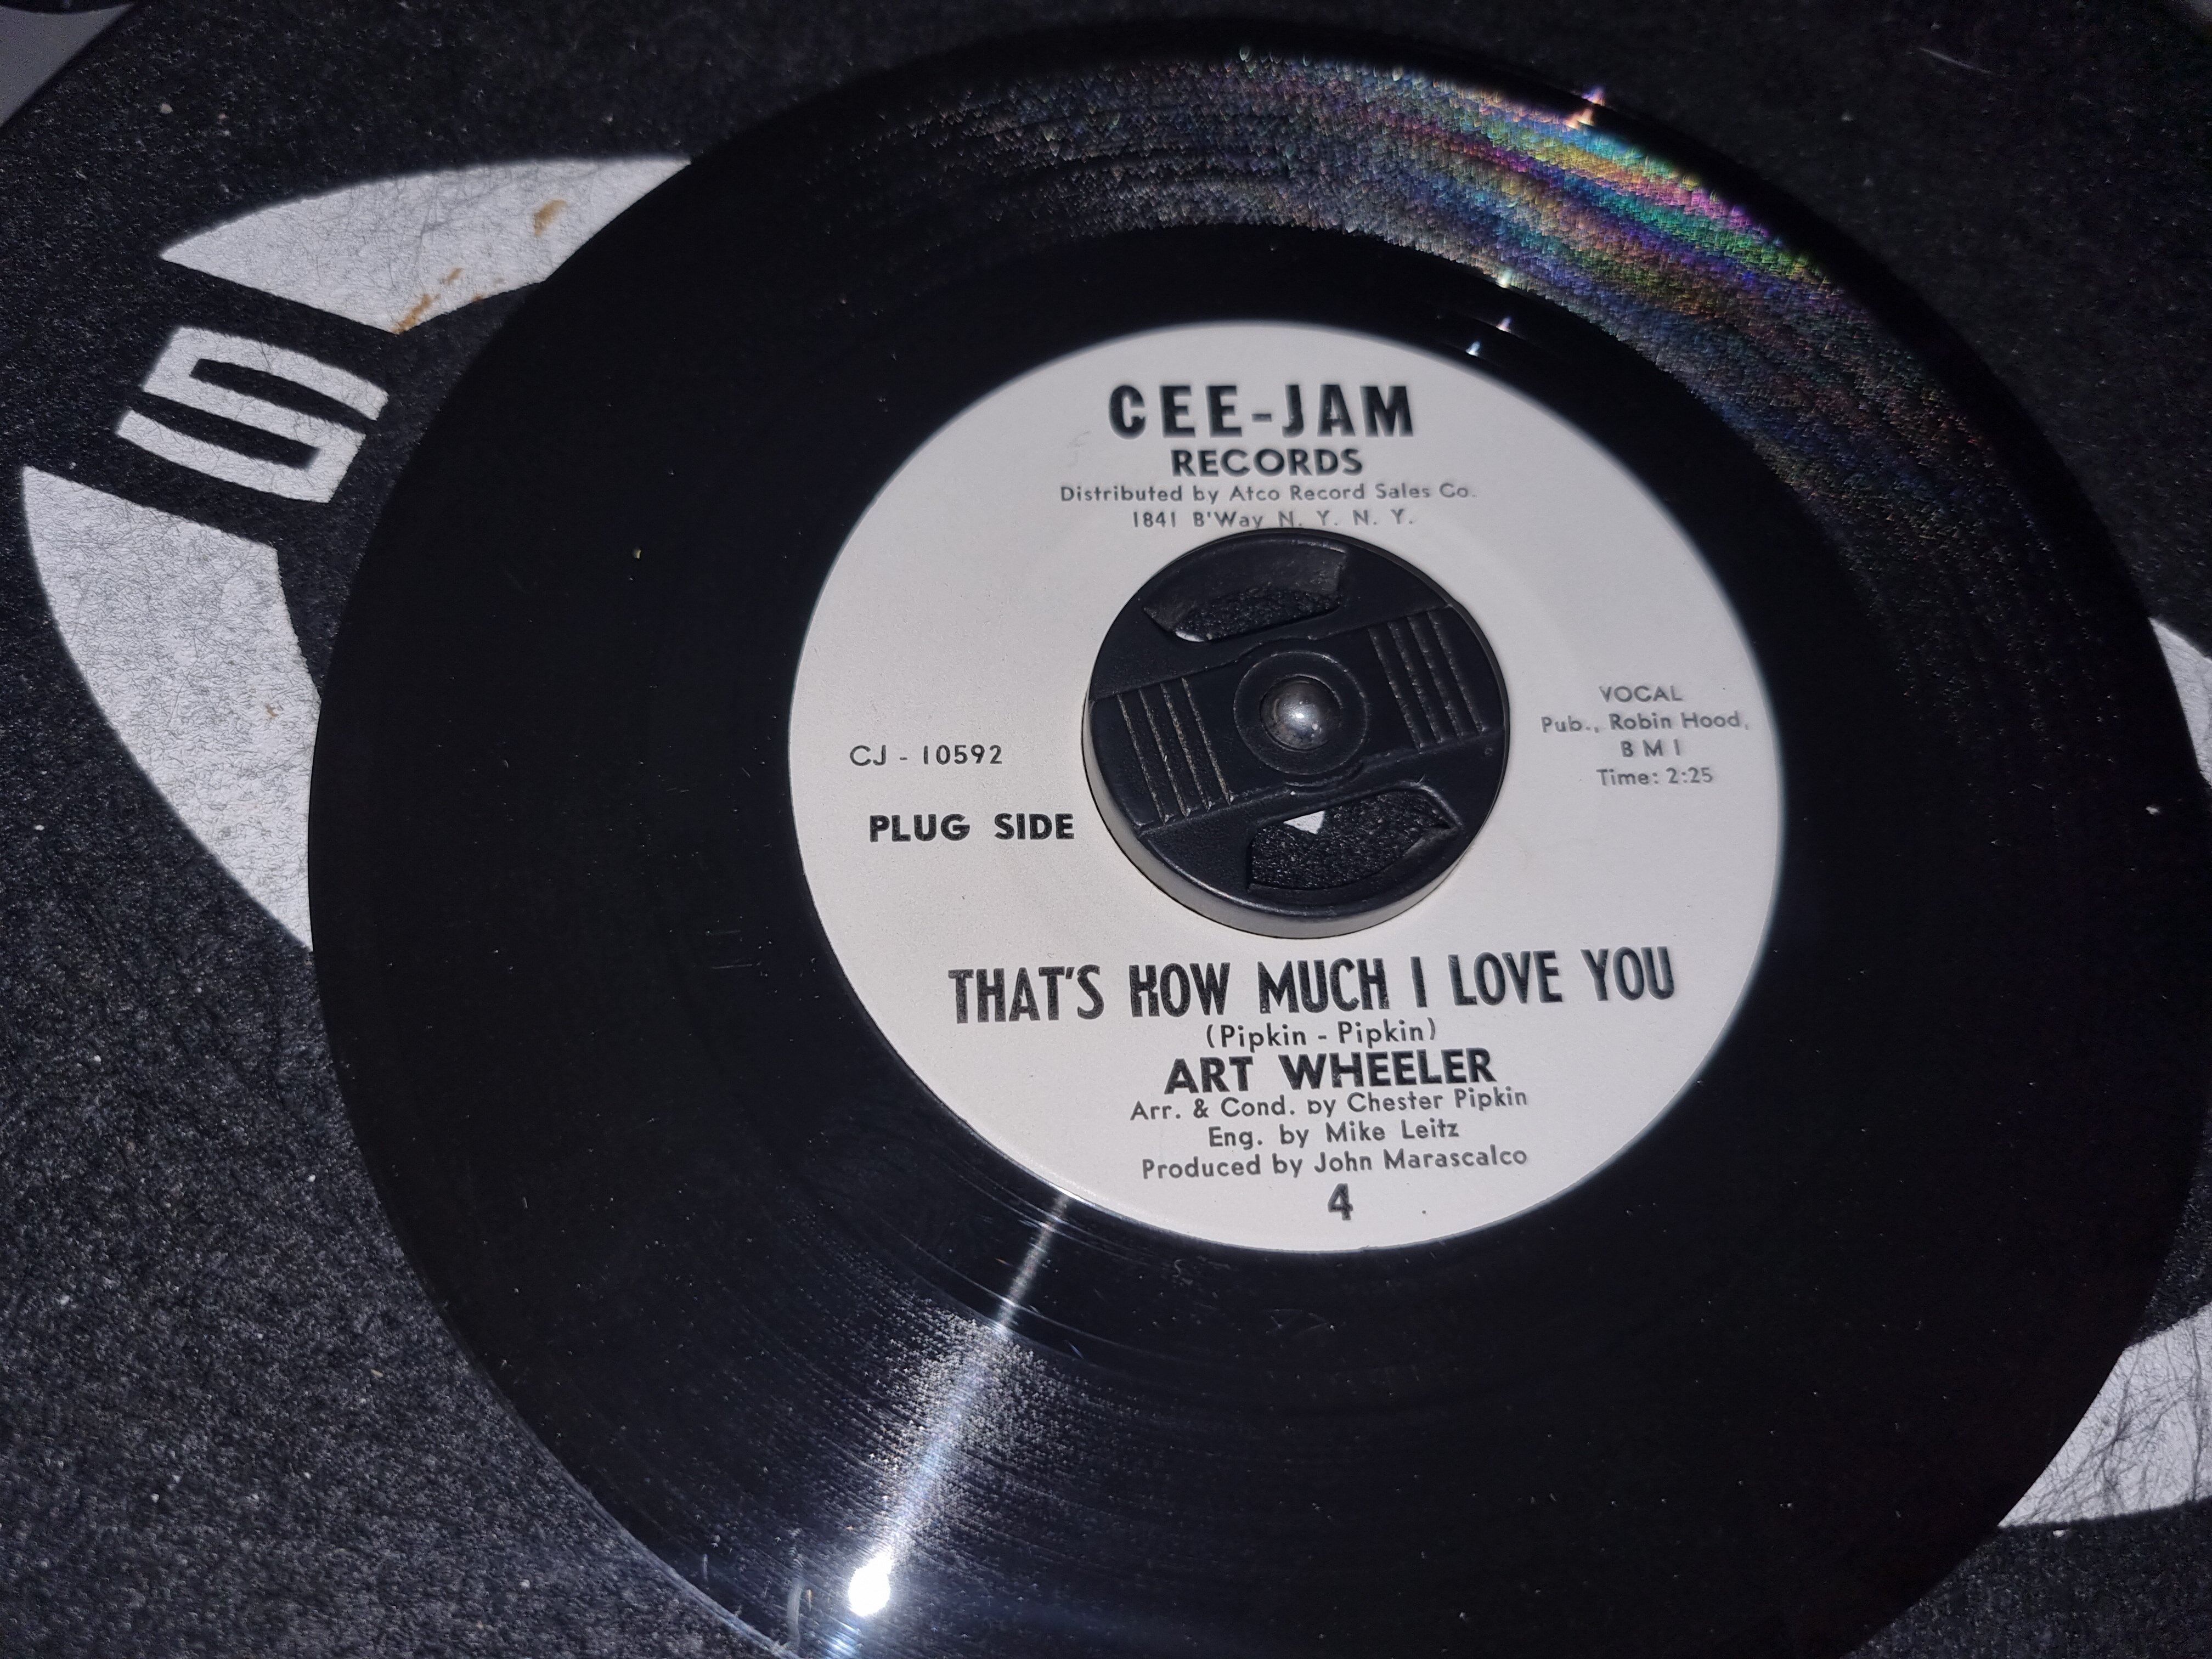 CEE-JAM
RECORDS
Distributed by Atco Record Sales Co.
1841 B'Way N. Y. N. Y.
VOCAL
Pub., Robin Hood,
BMI
Time: 2:25
CJ - 10592
PLUG SIDE
THAT'S HOW MUCH I LOVE YOU
(Pipkin - Pipkin)
ART WHEELER
Arr. & Cond. by Chester Pipkin
Eng. by Mike Leitz
Produced by John Marascalco
4